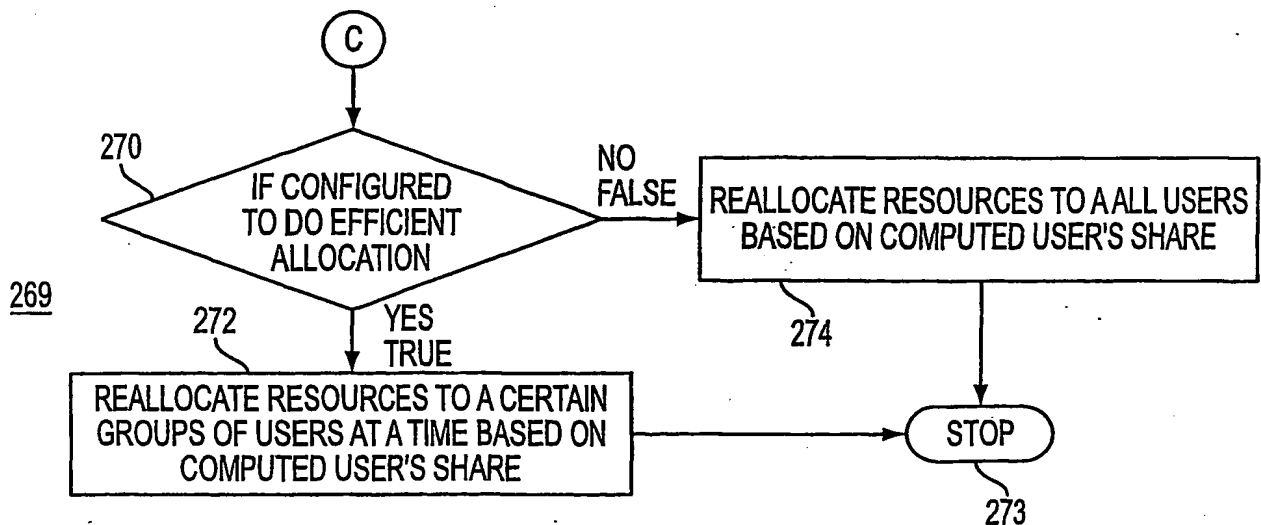 C
270
IF CONFIGURED
TO DO EFFICIENT
ALLOCATION
NO
FALSE
REALLOCATE RESOURCES TO A ALL USERS
BASED ON COMPUTED USER'S SHARE
269
274
272
YES
TRUE
REALLOCATE RESOURCES TO A CERTAIN
GROUPS OF USERS AT A TIME BASED ON
COMPUTED USER'S SHARE
STOP
273